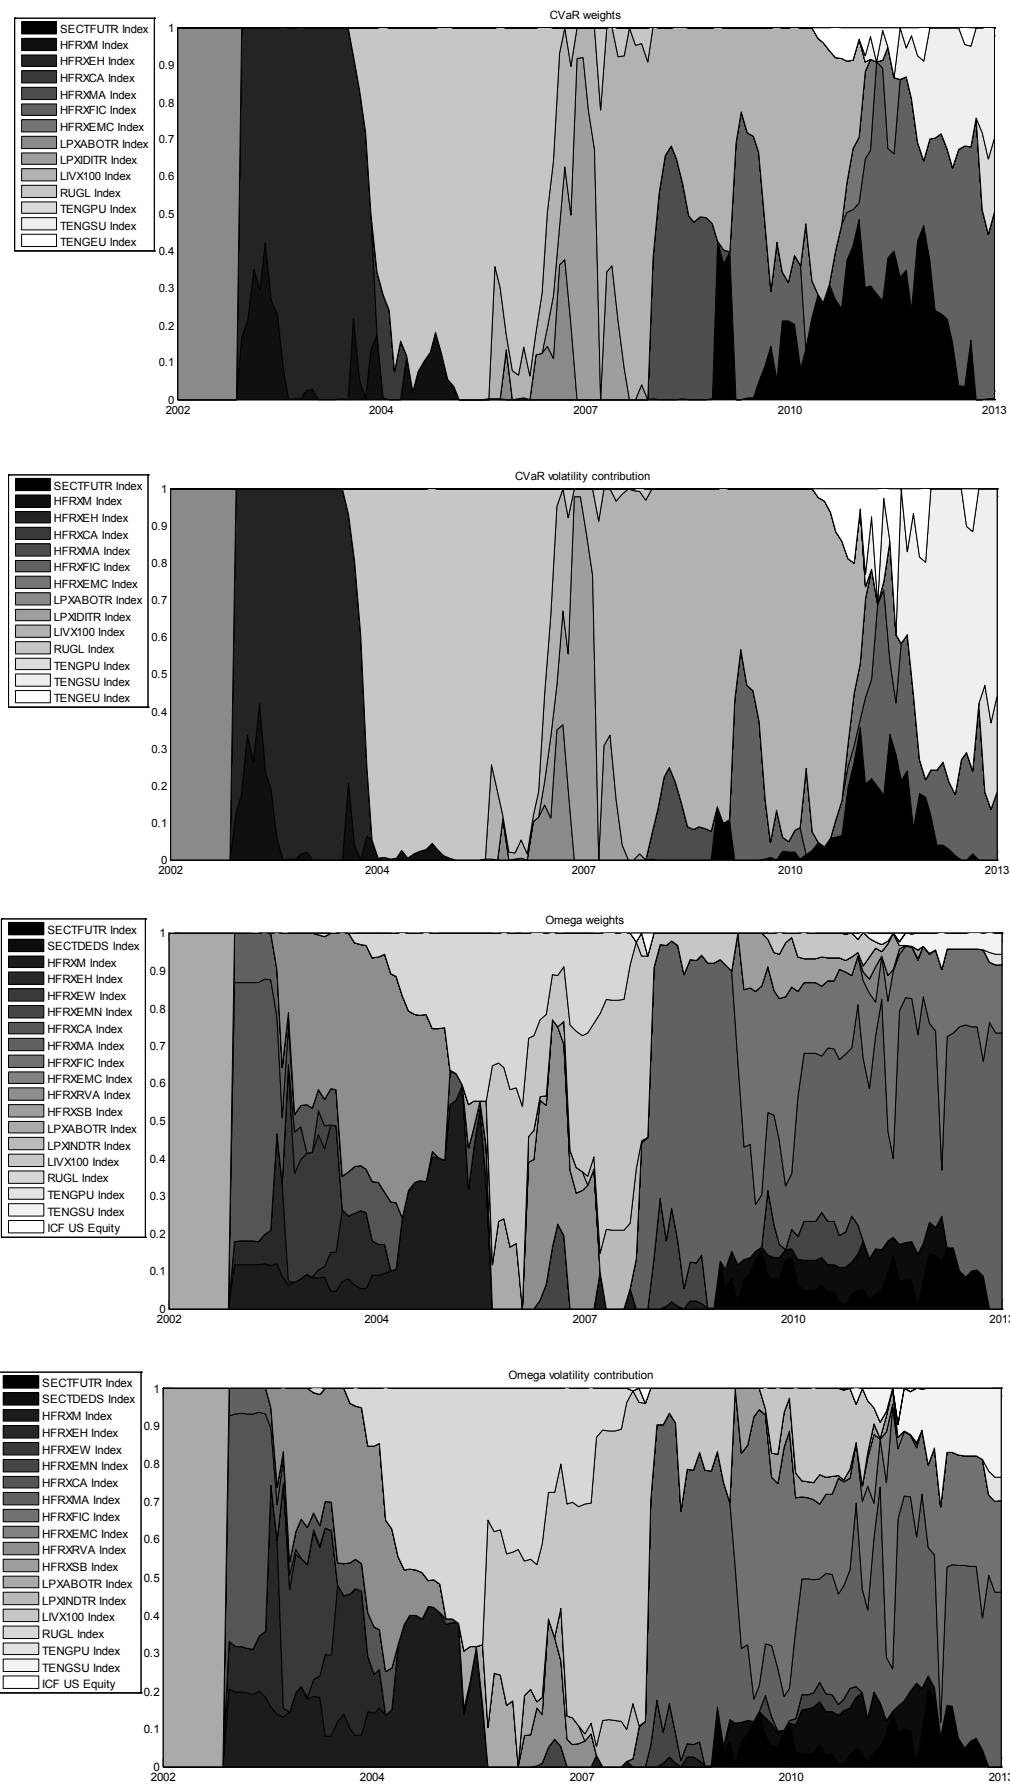 CVaR weights
SECTFUTR Index
HFRXM Index
HFRXEH Index
HFRXCA Index
HFRXMA Index
HFRXFIC Index
HFRXEMC Index
LPXABOTR Index
LPXIDITR Index
LIVX100 Index
RUGL Index
TENGPU Index
TENGSU Index
TENGEU Index
1
0.9
0.8
0.7
0.6
0.5
0.4
0.3
0.2
0.1
0
2002 2004 2007 2010 2013
CVaR volatility contribution
SECTFUTR Index
HFRXM Index
HFRXEH Index
HFRXCA Index
HFRXMA Index
HFRXFIC Index
HFRXEMC Index
LPXABOTR Index
LPXIDITR Index
LIVX100 Index
RUGL Index
TENGPU Index
TENGSU Index
TENGEU Index
1
0.9
0.8
0.7
0.6
0.5
0.4
0.3
0.2
0.1
0
2002 2004 2007 2010 2013
Omega weights
SECTFUTR Index
SECTDEDS Index
HFRXM Index
HFRXEH Index
HFRXEW Index
HFRXEMN Index
HFRXCA Index
HFRXMA Index
HFRXFIC Index
HFRXEMC Index
HFRXRVA Index
HFRXSB Index
LPXABOTR Index
LPXINDTR Index
LIVX100 Index
RUGL Index
TENGPU Index
TENGSU Index
ICF US Equity
1
0.9
0.8
0.7
0.6
0.5
0.4
0.3
0.2
0.1
0
2002 2004 2007 2010 2013
Omega volatility contribution
SECTFUTR Index
SECTDEDS Index
HFRXM Index
HFRXEH Index
HFRXEW Index
HFRXEMN Index
HFRXCA Index
HFRXMA Index
HFRXFIC Index
HFRXEMC Index
HFRXRVA Index
HFRXSB Index
LPXABOTR Index
LPXINDTR Index
LIVX100 Index
RUGL Index
TENGPU Index
TENGSU Index
ICF US Equity
1
0.9
0.8
0.7
0.6
0.5
0.4
0.3
0.2
0.1
0
2002 2004 2007 2010 2013